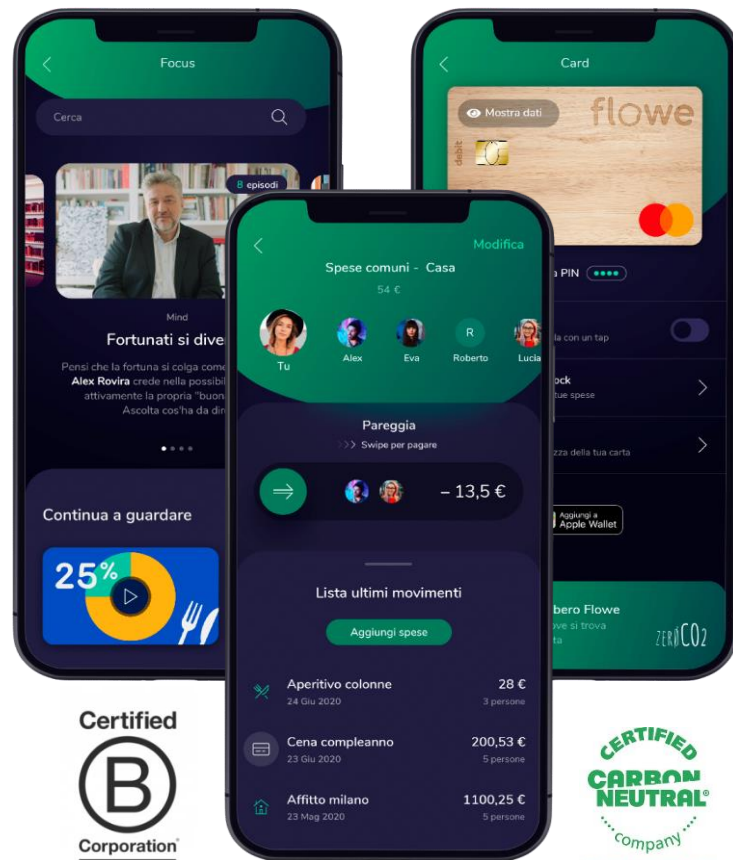 Focus
Cerca
8 episodi
Mind
Fortunati si dive
Pensi che la fortuna si colga come
Alex Rovira crede nella possibil
attivamente la propria "buon
Ascolta cos'ha da dir
Continua a guardare
25%
Card
Mostra dati
flowe
debit
PIN
la con un tap
ock
tue spese
zza della tua carta
Aggiungi a
Apple Wallet
bero Flowe
ove si trova
ta
ZERØCO2
Modifica
Spese comuni - Casa
54 €
Tu
Alex
Eva
R
Roberto
Lucia
Pareggia
>>> Swipe per pagare
– 13,5 €
Lista ultimi movimenti
Aggiungi spese
Aperitivo colonne
28 €
24 Giu 2020
3 persone
Cena compleanno
200,53 €
23 Giu 2020
5 persone
Affitto milano
1100,25 €
23 Mag 2020
5 persone
Certified
B
Corporation
CERTIFIED
CARBON
NEUTRAL®
company